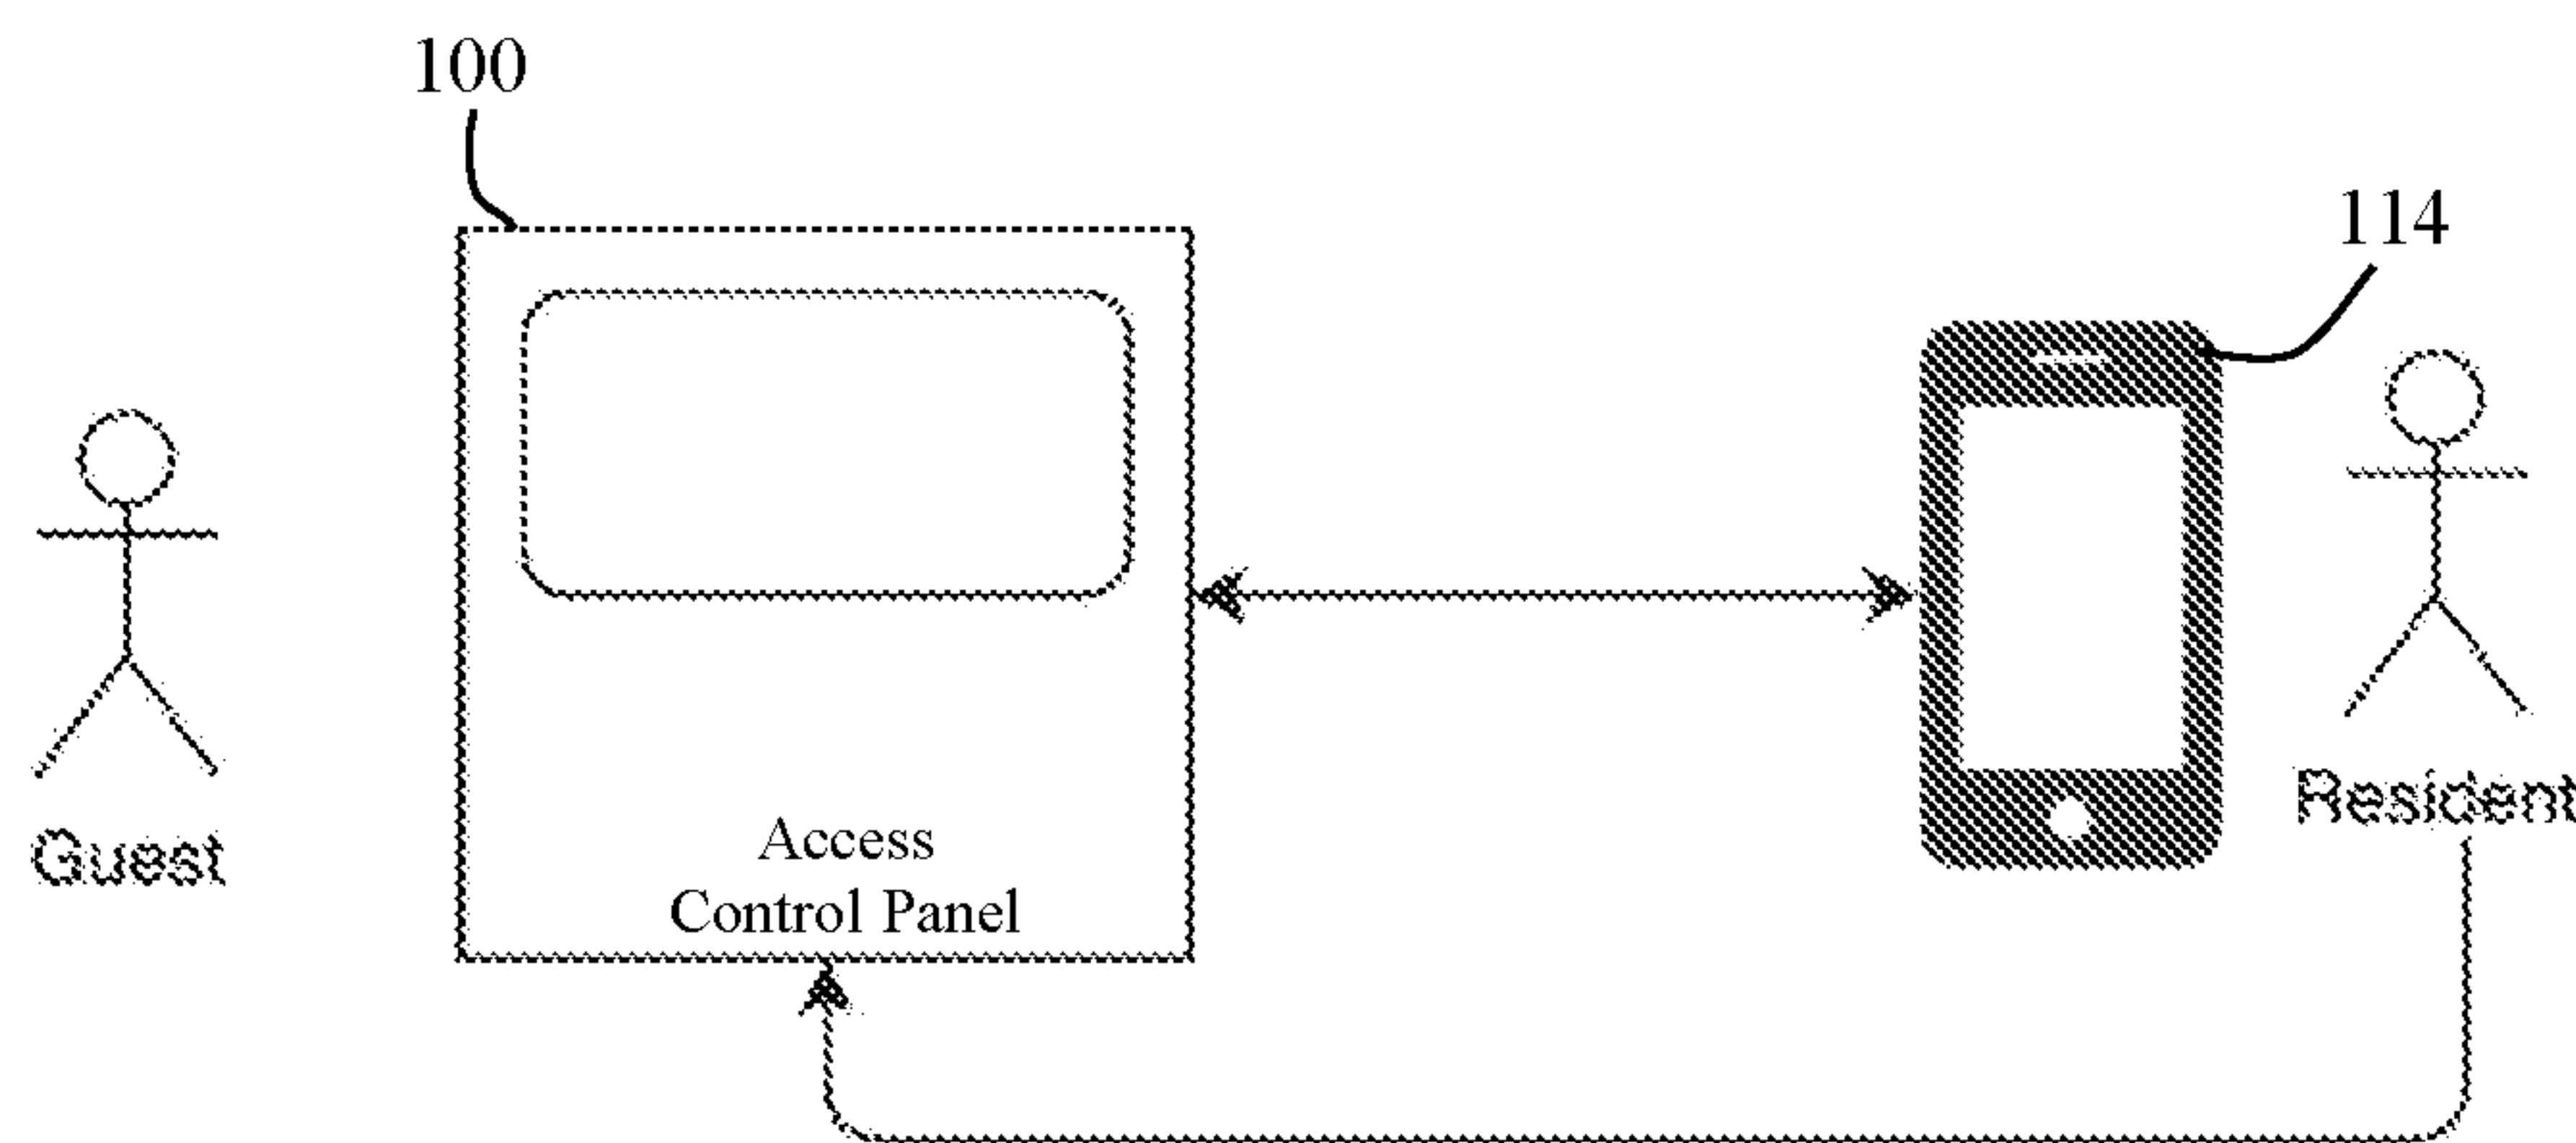 100
114
Guest
Access
Control Panel
Resident